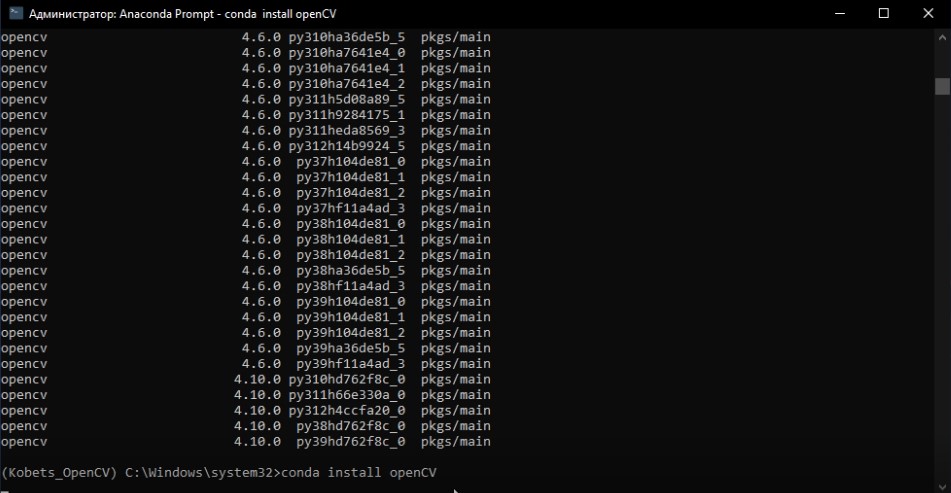 Администратор: Anaconda Prompt - conda  install openCV
opencv                         4.6.0 py310ha36de5b_5  pkgs/main
opencv                         4.6.0 py310ha7641e4_0  pkgs/main
opencv                         4.6.0 py310ha7641e4_1  pkgs/main
opencv                         4.6.0 py310ha7641e4_2  pkgs/main
opencv                         4.6.0 py311h5d08a89_5  pkgs/main
opencv                         4.6.0 py311h9284175_1  pkgs/main
opencv                         4.6.0 py311heda8569_3  pkgs/main
opencv                         4.6.0 py312h14b9924_5  pkgs/main
opencv                         4.6.0  py37h104de81_0  pkgs/main
opencv                         4.6.0  py37h104de81_1  pkgs/main
opencv                         4.6.0  py37h104de81_2  pkgs/main
opencv                         4.6.0  py37hf11a4ad_3  pkgs/main
opencv                         4.6.0  py38h104de81_0  pkgs/main
opencv                         4.6.0  py38h104de81_1  pkgs/main
opencv                         4.6.0  py38h104de81_2  pkgs/main
opencv                         4.6.0  py38ha36de5b_5  pkgs/main
opencv                         4.6.0  py38hf11a4ad_3  pkgs/main
opencv                         4.6.0  py39h104de81_0  pkgs/main
opencv                         4.6.0  py39h104de81_1  pkgs/main
opencv                         4.6.0  py39h104de81_2  pkgs/main
opencv                         4.6.0  py39ha36de5b_5  pkgs/main
opencv                         4.6.0  py39hf11a4ad_3  pkgs/main
opencv                        4.10.0 py310hd762f8c_0  pkgs/main
opencv                        4.10.0 py311h66e330a_0  pkgs/main
opencv                        4.10.0 py312h4ccfa20_0  pkgs/main
opencv                        4.10.0  py38hd762f8c_0  pkgs/main
opencv                        4.10.0  py39hd762f8c_0  pkgs/main
(Kobets_OpenCV) C:\Windows\system32>conda install openCV